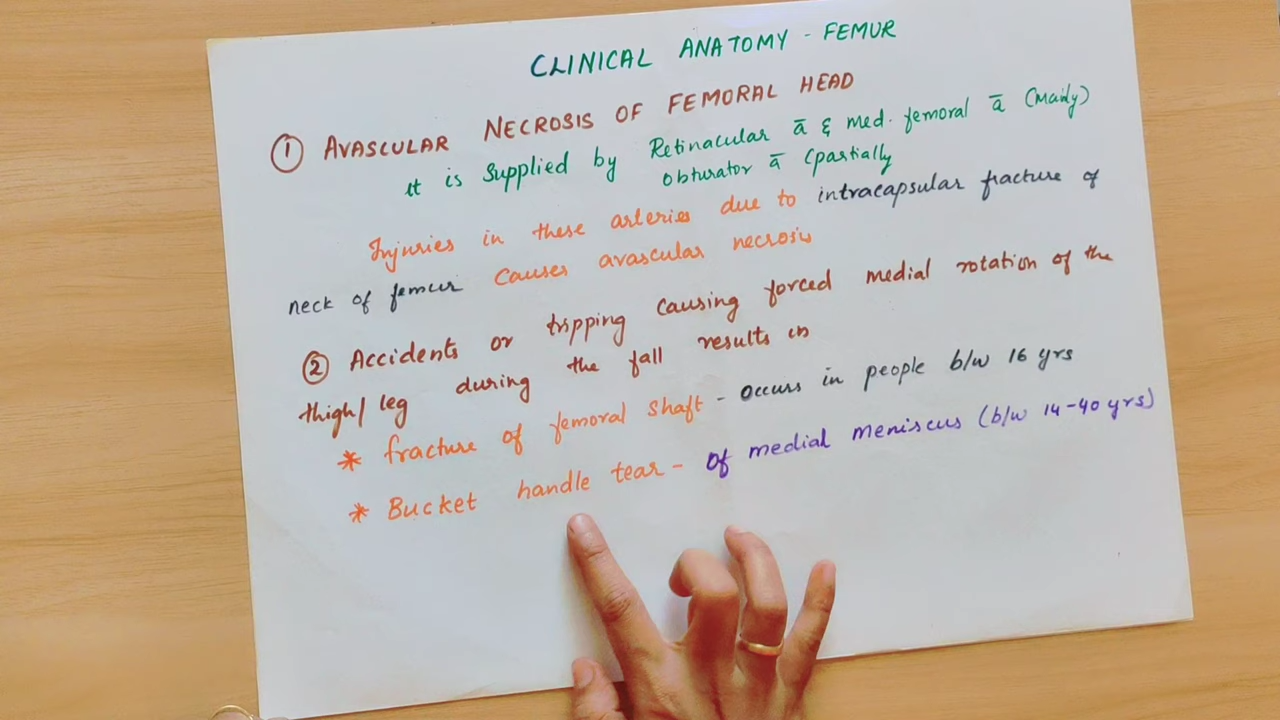 CLINICAL ANATOMY - FEMUR
① AVASCULAR NECROSIS OF FEMORAL HEAD
It is supplied by Retinacular ā & med. femoral ā (Mainly)
obturator ā (partially
Injuries in these arteries due to intracapsular fracture of
neck of femur causes avascular necrosis
② Accidents or tripping causing forced medial rotation of the
thigh/leg during the fall results in
* fracture of femoral shaft - occurs in people b/w 16 yrs
* Bucket handle tear - of medial meniscus (b/w 14-40 yrs)